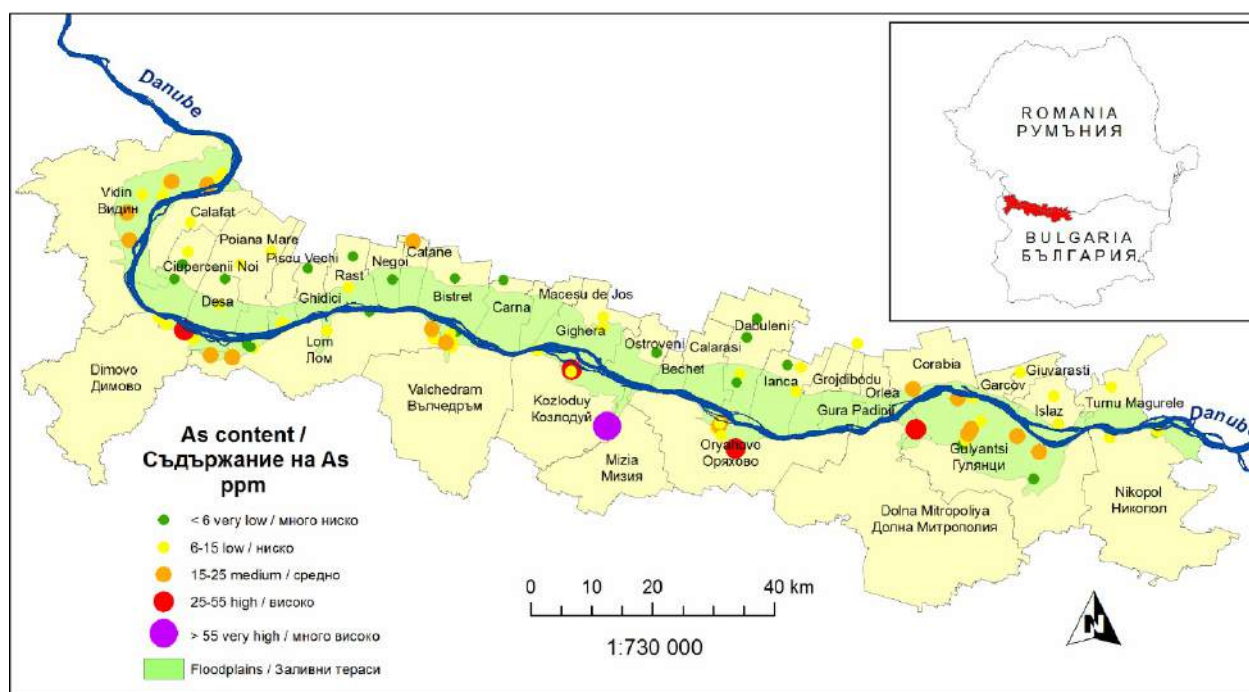 Danube
ROMANIA
РУМЪНИЯ
BULGARIA
БЪЛГАРИЯ
Vidin
Видин
Calafat
Poiana Mare
Ciupercenii Noi
Piscu Vechi
Rast
Negoi
Catane
Desa
Ghidici
Bistret
Carna
Macesu de Jos
Gighera
Lom
Лом
Ostroveni
Calarasi
Dabuleni
Bechet
Ianca
Grojdibodu
Corabia
Orlea
Gura Padinii
Garcov
Giuvarasti
Islaz
Turnu Magurele
Danube
Dimovo
Димово
Valchedram
Вълчедръм
Kozloduy
Козлодуй
Mizia
Мизия
Oryahovo
Оряхово
Gulyantsi
Гулянци
Dolna Mitropoliya
Долна Митрополия
Nikopol
Никопол
As content /
Съдържание на As
ppm
< 6 very low / много ниско
6-15 low / ниско
15-25 medium / средно
25-55 high / високо
> 55 very high / много високо
Floodplains / Заливни тераси
0 10 20 40 km
1:730 000
N